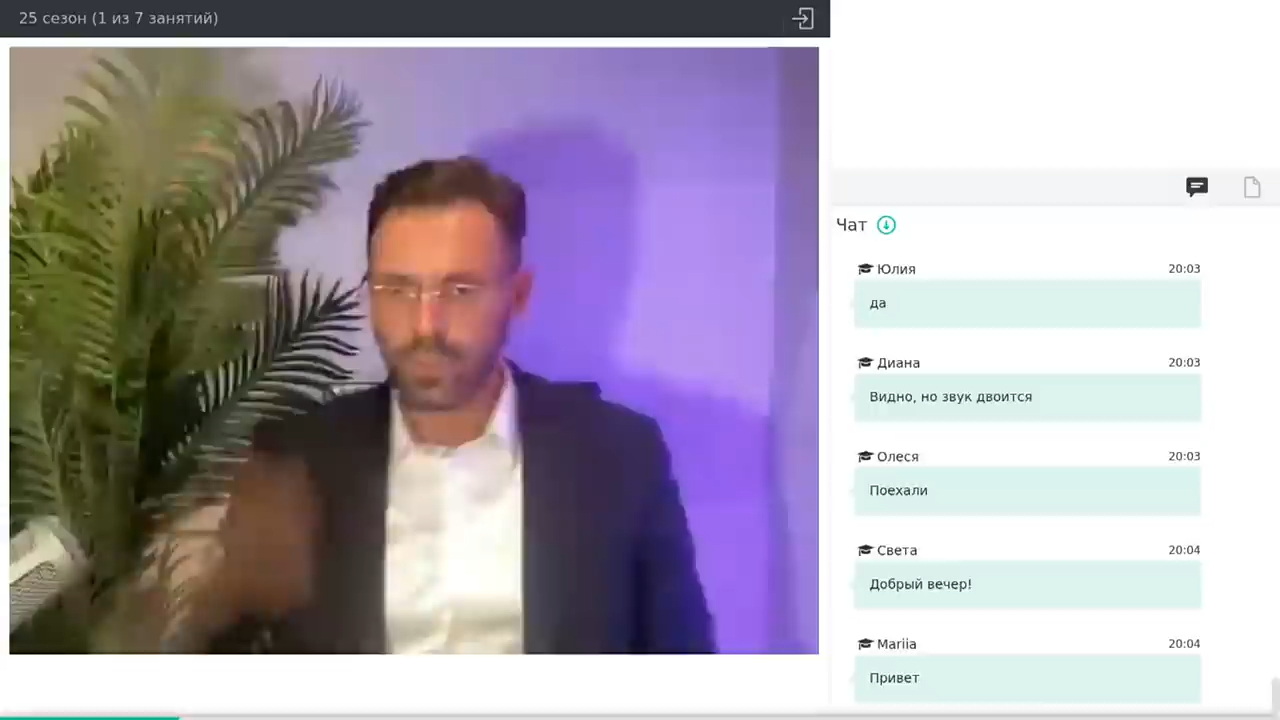 25 сезон (1 из 7 занятий)
Чат
Юлия 20:03
да
Диана 20:03
Видно, но звук двоится
Олеся 20:03
Поехали
Света 20:04
Добрый вечер!
Mariia 20:04
Привет